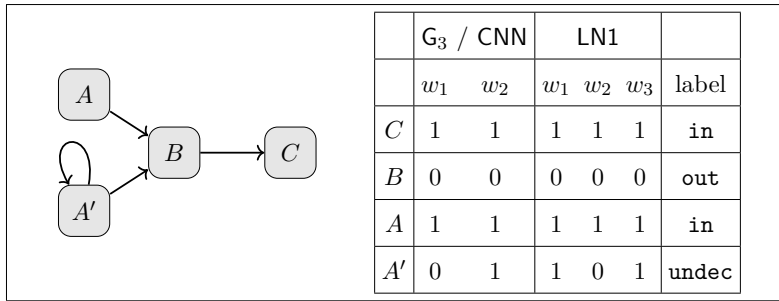 A
B
C
A′
G₃ / CNN LN1
w₁ w₂ w₁ w₂ w₃ label
C 1 1 1 1 1 in
B 0 0 0 0 0 out
A 1 1 1 1 1 in
A′ 0 1 1 0 1 undec